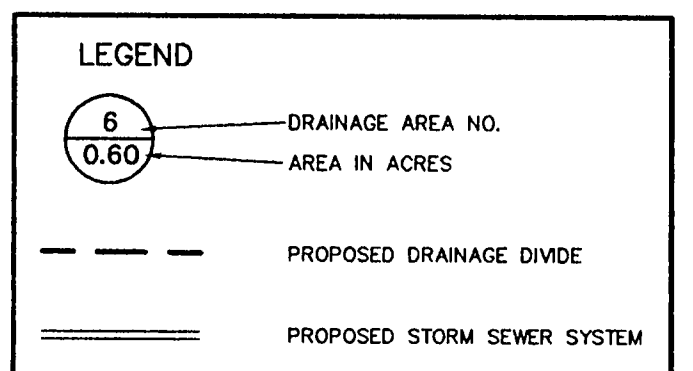 LEGEND
6
DRAINAGE AREA NO.
0.60
AREA IN ACRES
PROPOSED DRAINAGE DIVIDE
PROPOSED STORM SEWER SYSTEM